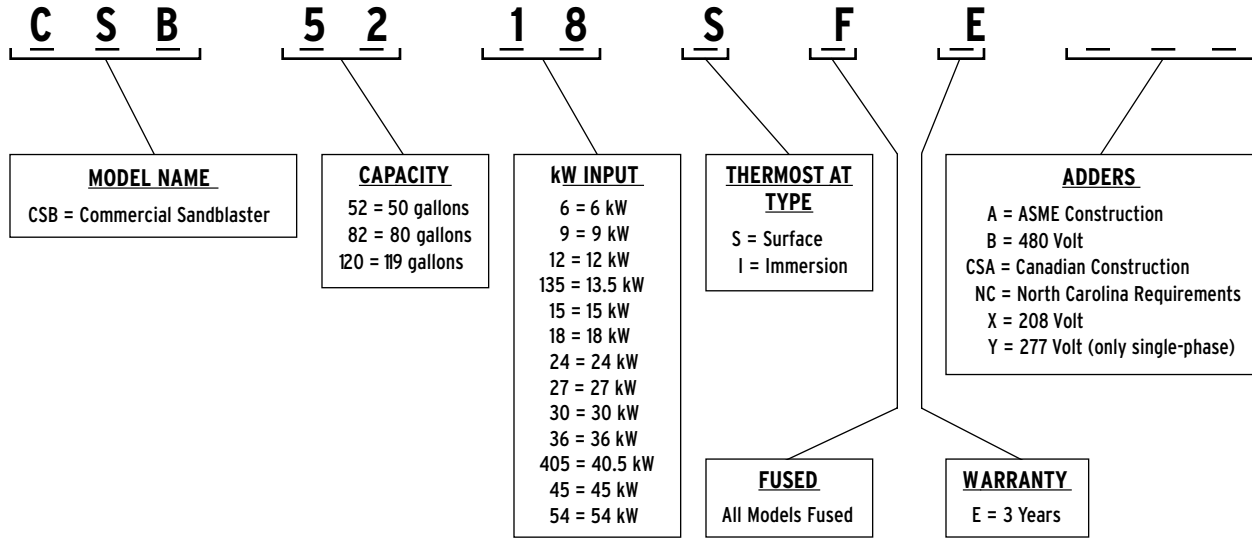 C S B 5 2 1 8 S F E
MODEL NAME
CSB = Commercial Sandblaster
CAPACITY
52 = 50 gallons
82 = 80 gallons
120 = 119 gallons
kW INPUT
6 = 6 kW
9 = 9 kW
12 = 12 kW
135 = 13.5 kW
15 = 15 kW
18 = 18 kW
24 = 24 kW
27 = 27 kW
30 = 30 kW
36 = 36 kW
405 = 40.5 kW
45 = 45 kW
54 = 54 kW
THERMOST AT
TYPE
S = Surface
I = Immersion
ADDERS
A = ASME Construction
B = 480 Volt
CSA = Canadian Construction
NC = North Carolina Requirements
X = 208 Volt
Y = 277 Volt (only single-phase)
FUSED
All Models Fused
WARRANTY
E = 3 Years